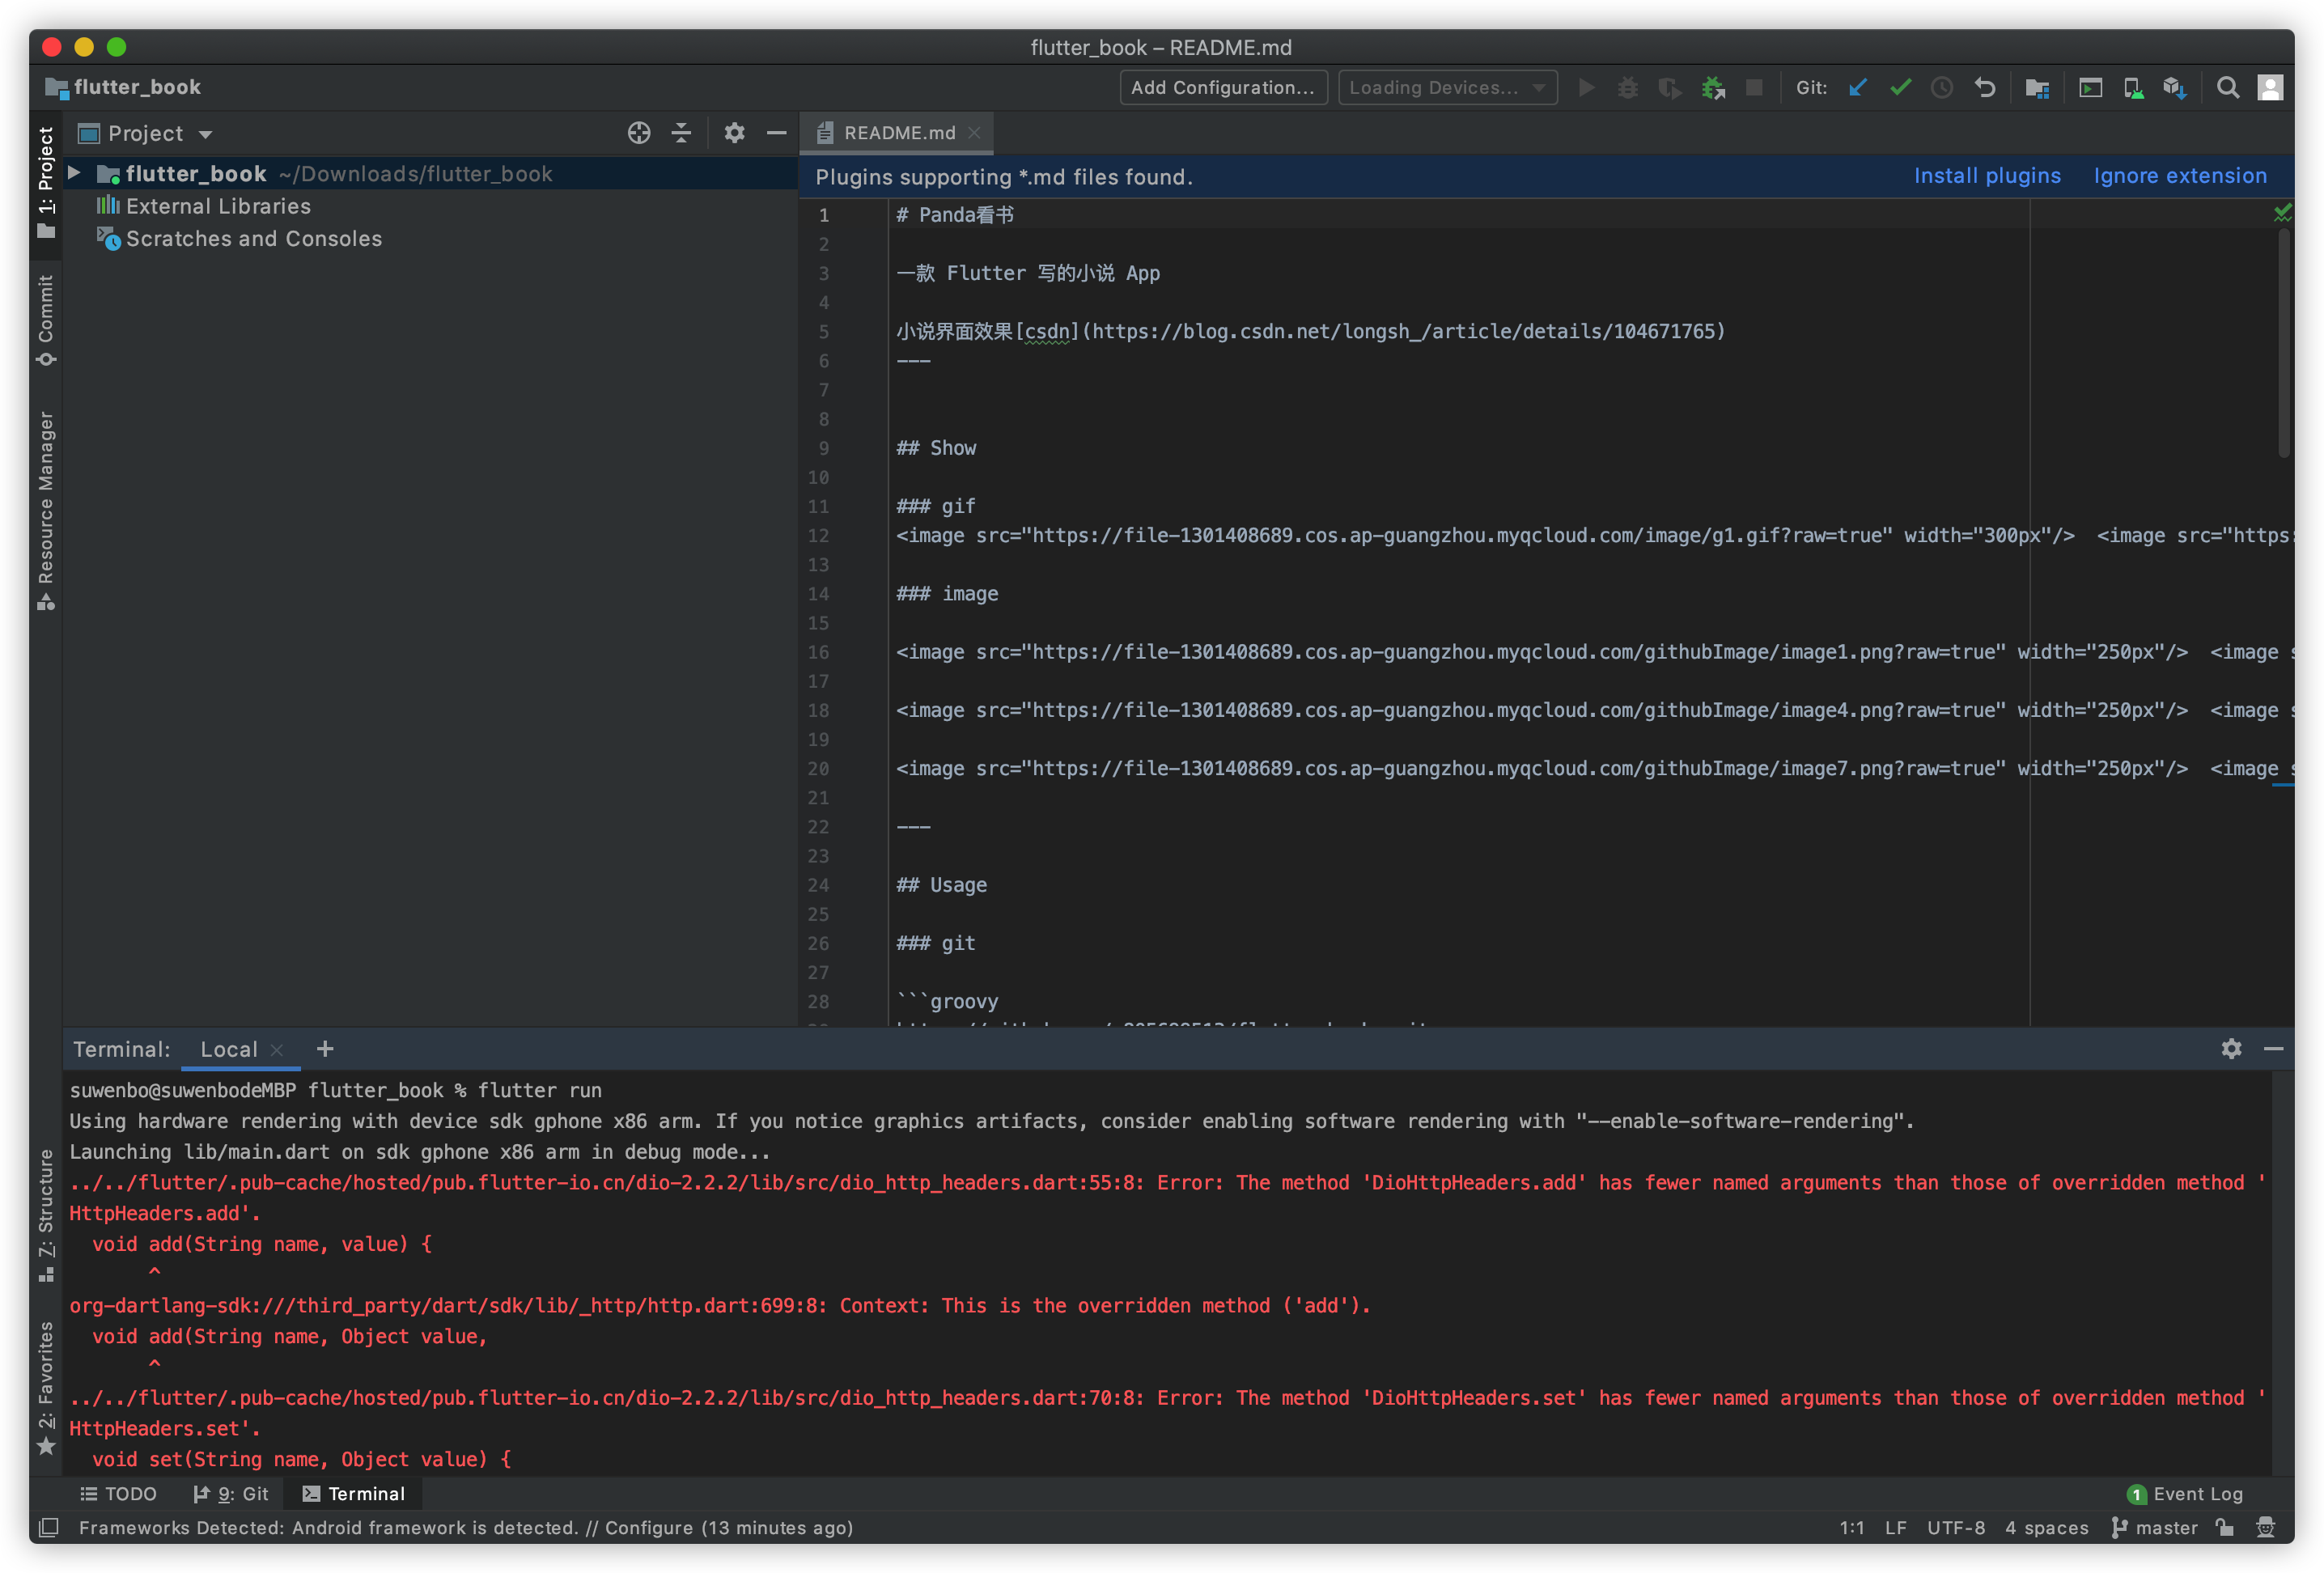 flutter_book – README.md
flutter_book
Add Configuration...
Loading Devices...
Git:
1: Project
Commit
Resource Manager
7: Structure
2: Favorites
Project
flutter_book ~/Downloads/flutter_book
External Libraries
Scratches and Consoles
README.md
Plugins supporting *.md files found.
Install plugins
Ignore extension
1 # Panda看书
2
3 一款 Flutter 写的小说 App
4
5 小说界面效果[csdn](https://blog.csdn.net/longsh_/article/details/104671765)
6 ---
7
8
9 ## Show
10
11 ### gif
12 <image src="https://file-1301408689.cos.ap-guangzhou.myqcloud.com/image/g1.gif?raw=true" width="300px"/>  <image src="https:
13
14 ### image
15
16 <image src="https://file-1301408689.cos.ap-guangzhou.myqcloud.com/githubImage/image1.png?raw=true" width="250px"/>  <image s
17
18 <image src="https://file-1301408689.cos.ap-guangzhou.myqcloud.com/githubImage/image4.png?raw=true" width="250px"/>  <image s
19
20 <image src="https://file-1301408689.cos.ap-guangzhou.myqcloud.com/githubImage/image7.png?raw=true" width="250px"/>  <image s
21
22 ---
23
24 ## Usage
25
26 ### git
27
28 ```groovy
Terminal:
Local
suwenbo@suwenbodeMBP flutter_book % flutter run
Using hardware rendering with device sdk gphone x86 arm. If you notice graphics artifacts, consider enabling software rendering with "--enable-software-rendering".
Launching lib/main.dart on sdk gphone x86 arm in debug mode...
../../flutter/.pub-cache/hosted/pub.flutter-io.cn/dio-2.2.2/lib/src/dio_http_headers.dart:55:8: Error: The method 'DioHttpHeaders.add' has fewer named arguments than those of overridden method '
HttpHeaders.add'.
void add(String name, value) {
^
org-dartlang-sdk:///third_party/dart/sdk/lib/_http/http.dart:699:8: Context: This is the overridden method ('add').
void add(String name, Object value,
^
../../flutter/.pub-cache/hosted/pub.flutter-io.cn/dio-2.2.2/lib/src/dio_http_headers.dart:70:8: Error: The method 'DioHttpHeaders.set' has fewer named arguments than those of overridden method '
HttpHeaders.set'.
void set(String name, Object value) {
TODO
9: Git
Terminal
1 Event Log
Frameworks Detected: Android framework is detected. // Configure (13 minutes ago)
1:1 LF UTF-8 4 spaces master